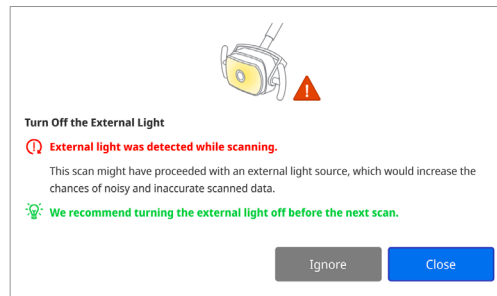 Turn Off the External Light
External light was detected while scanning.
This scan might have proceeded with an external light source, which would increase the
chances of noisy and inaccurate scanned data.
We recommend turning the external light off before the next scan.
Ignore
Close